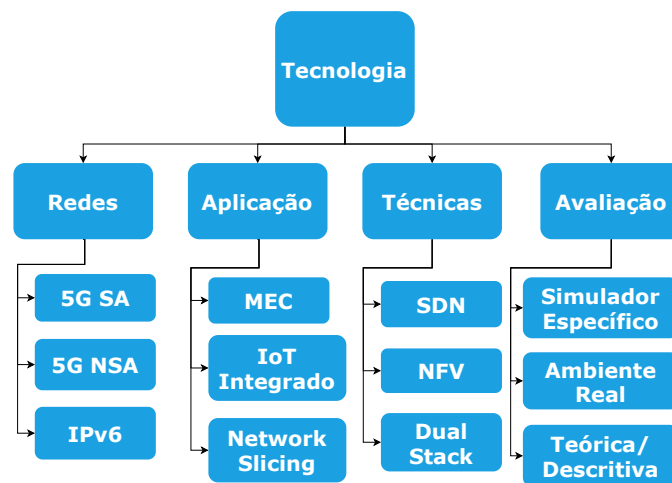 Tecnologia
Redes
Aplicação
Técnicas
Avaliação
5G SA
5G NSA
IPv6
MEC
IoT
Integrado
Network
Slicing
SDN
NFV
Dual
Stack
Simulador
Específico
Ambiente
Real
Teórica/
Descritiva